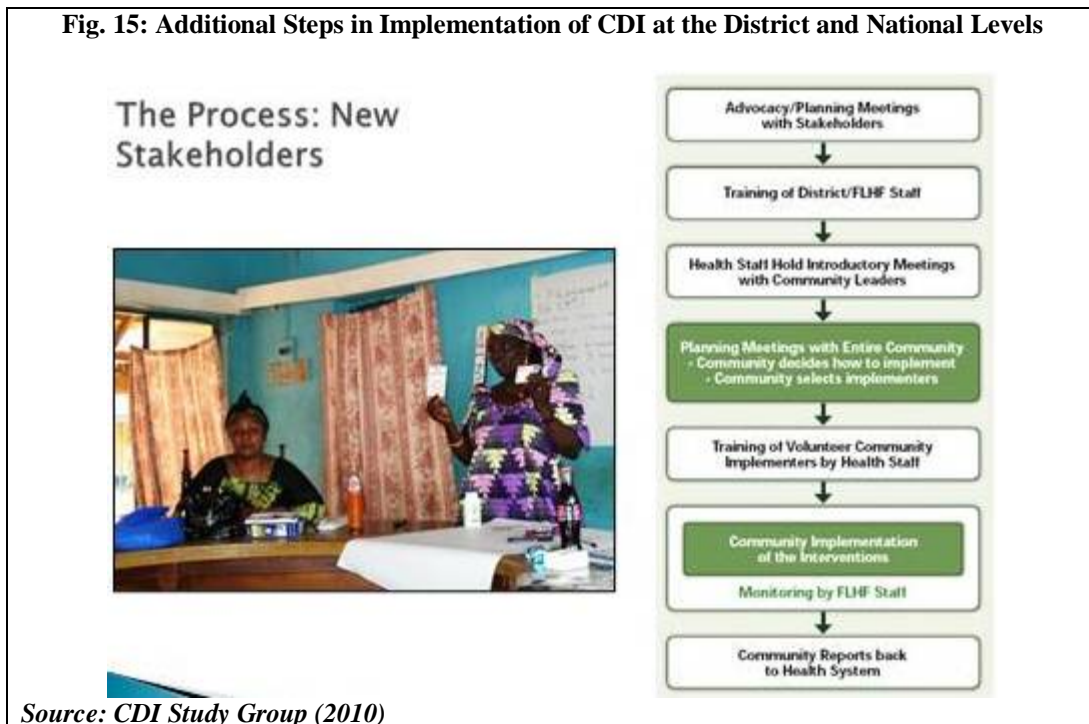 Fig. 15: Additional Steps in Implementation of CDI at the District and National Levels
The Process: New
Stakeholders
Advocacy/Planning Meetings
with Stakeholders
Training of District/FLHF Staff
Health Staff Hold Introductory Meetings
with Community Leaders
Planning Meetings with Entire Community
- Community decides how to implement
- Community selects implementers
Training of Volunteer Community
Implementers by Health Staff
Community Implementation
of the Interventions
Monitoring by FLHF Staff
Community Reports back
to Health System
Source: CDI Study Group (2010)